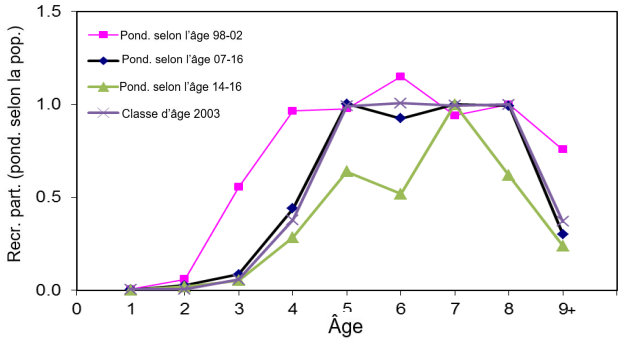 1.5
Pond. selon l'âge 98-02
Pond. selon l'âge 07-16
Pond. selon l'âge 14-16
Classe d'âge 2003
1.0
0.5
0.0
Recr. part. (pond. selon la pop.)
0 1 2 3 4 5 6 7 8 9+
Âge